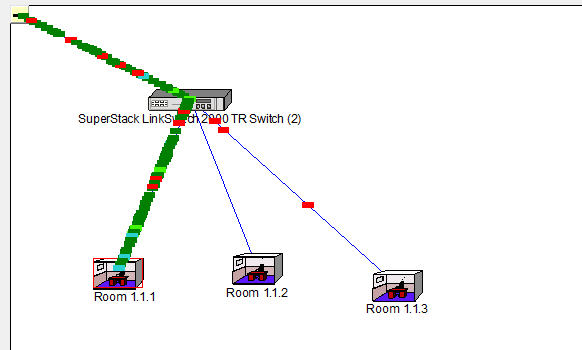 SuperStack LinkSwitch 2000 TR Switch (2)
Room 1.1.1
Room 1.1.2
Room 1.1.3